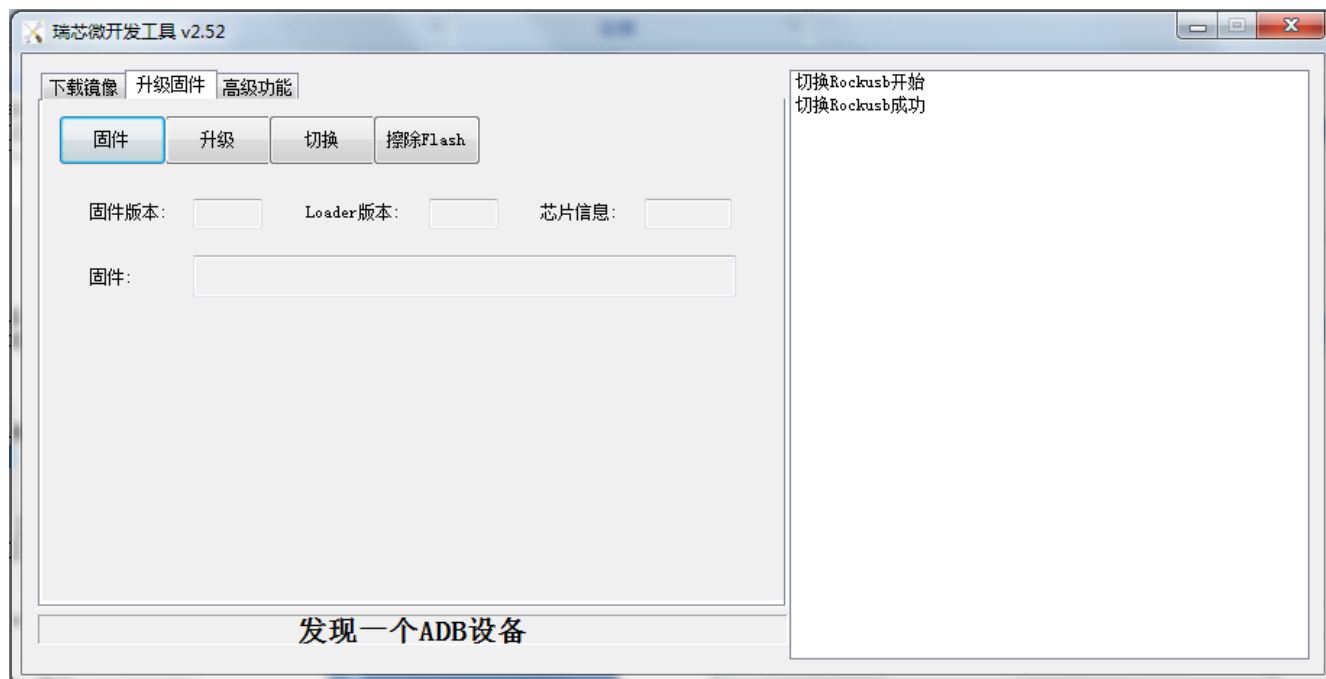 瑞芯微开发工具 v2.52
下载镜像 升级固件 高级功能
固件 升级 切换 擦除Flash
固件版本: Loader版本: 芯片信息:
固件:
发现一个ADB设备
切换Rockusb开始
切换Rockusb成功